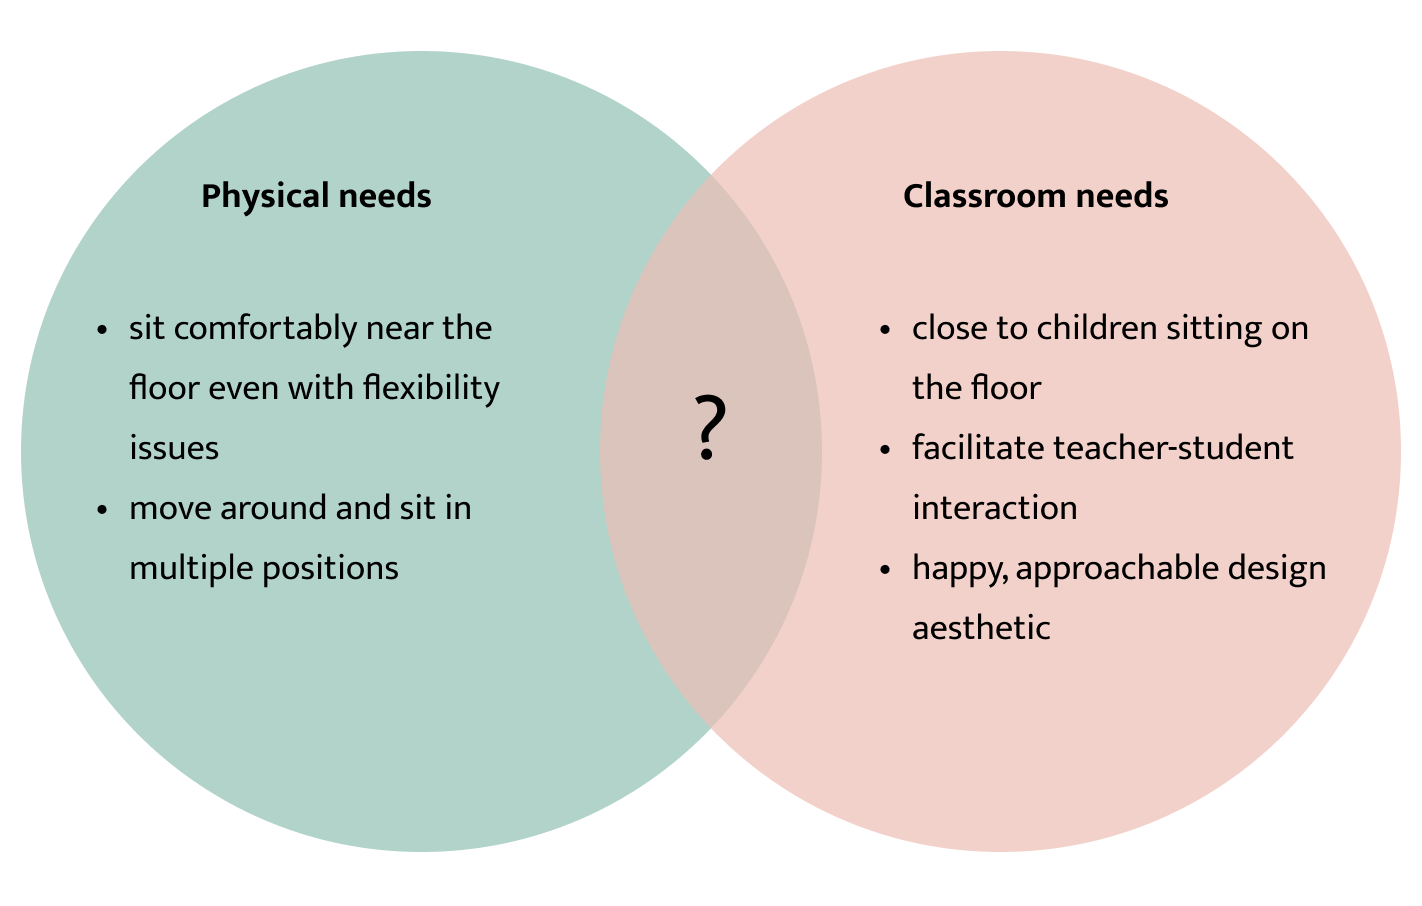 Physical needs
• sit comfortably near the
floor even with flexibility
issues
• move around and sit in
multiple positions
?
Classroom needs
• close to children sitting on
the floor
• facilitate teacher-student
interaction
• happy, approachable design
aesthetic